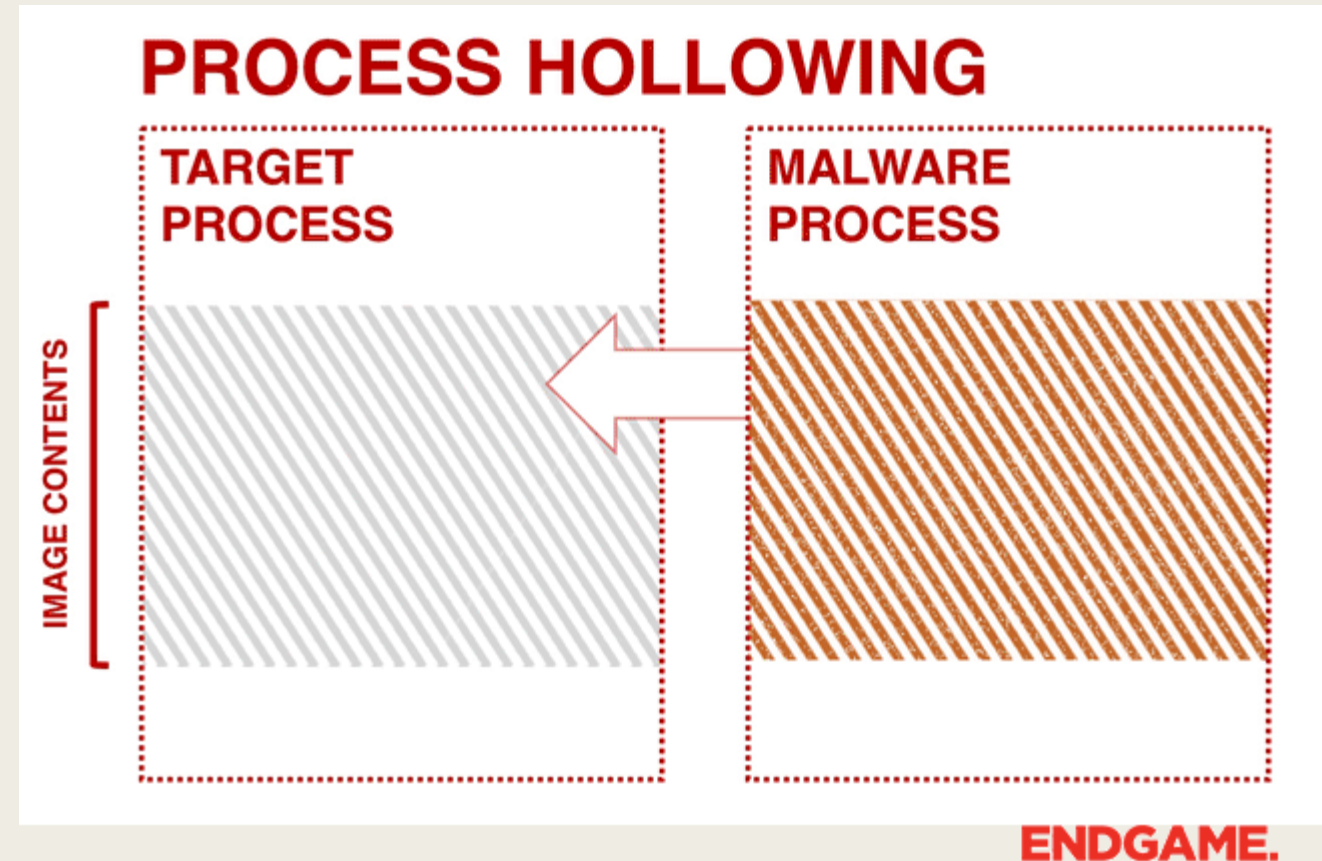 PROCESS HOLLOWING
TARGET
PROCESS
MALWARE
PROCESS
IMAGE CONTENTS
ENDGAME.